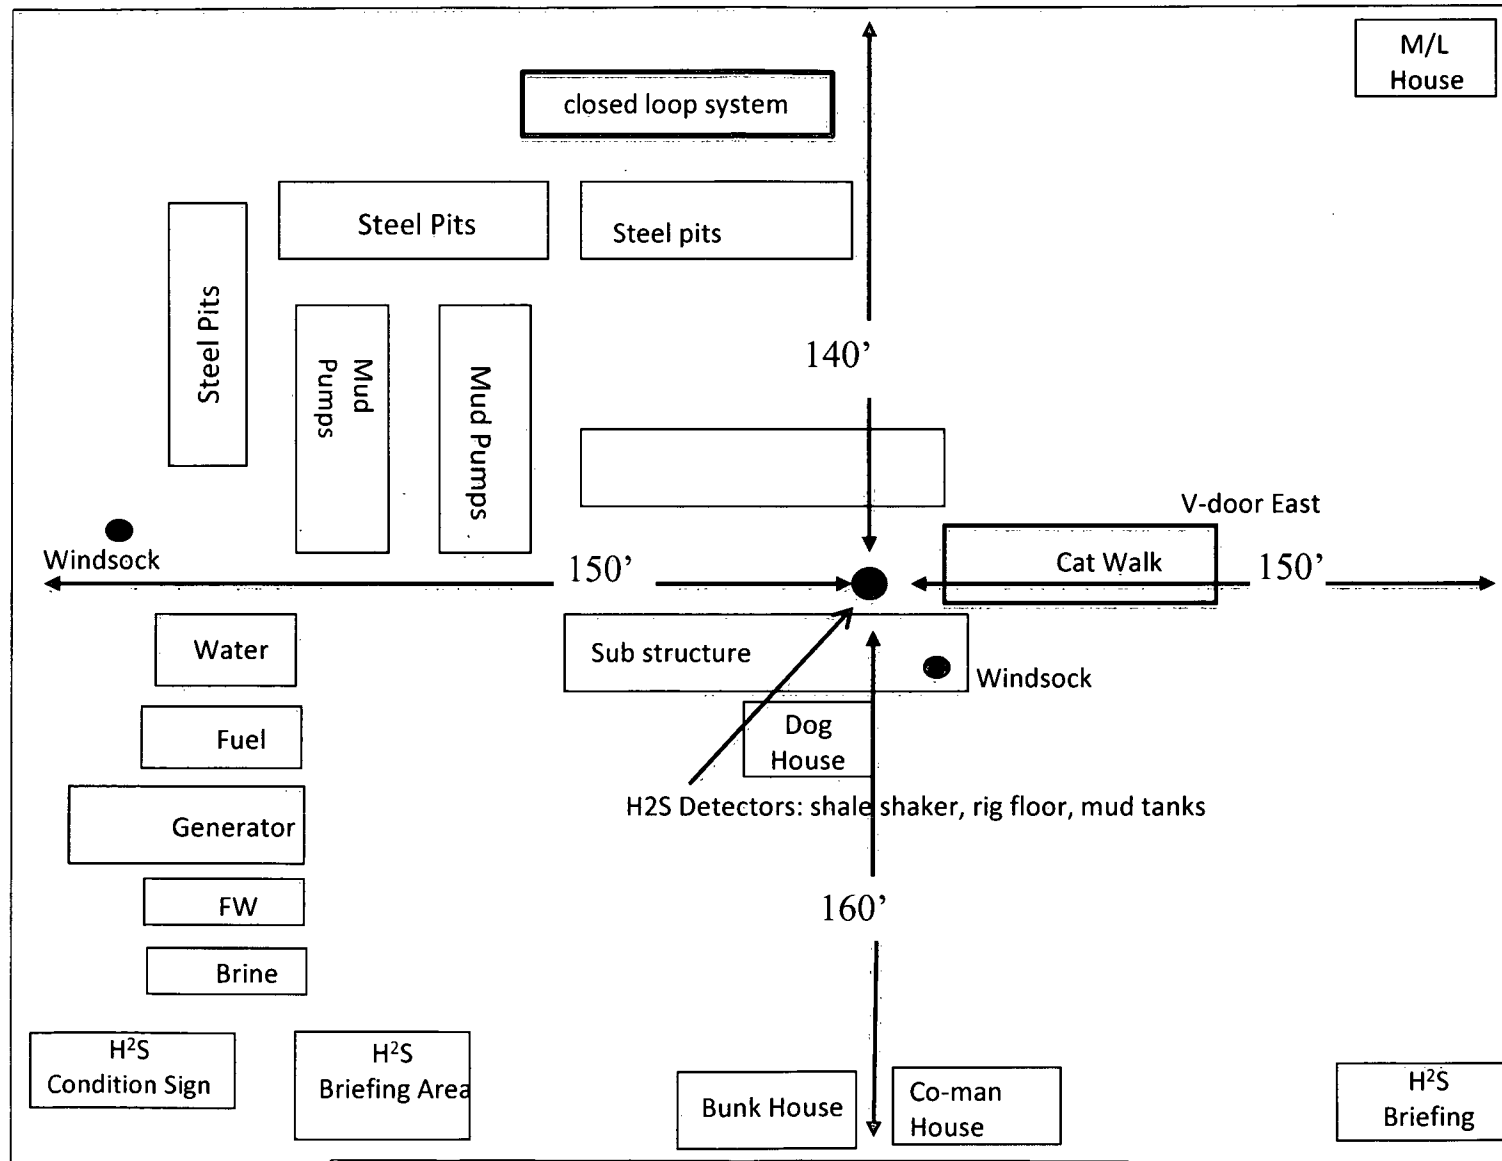 M/L
House
closed loop system
Steel Pits
Steel pits
Steel Pits
Mud
Pumps
Mud Pumps
140’
V-door East
Windsock
150’
Cat Walk
150’
Water
Sub structure
Windsock
Fuel
Dog
House
H2S Detectors: shale shaker, rig floor, mud tanks
Generator
FW
160’
Brine
H²S
Condition Sign
H²S
Briefing Area
Bunk House
Co-man
House
H²S
Briefing